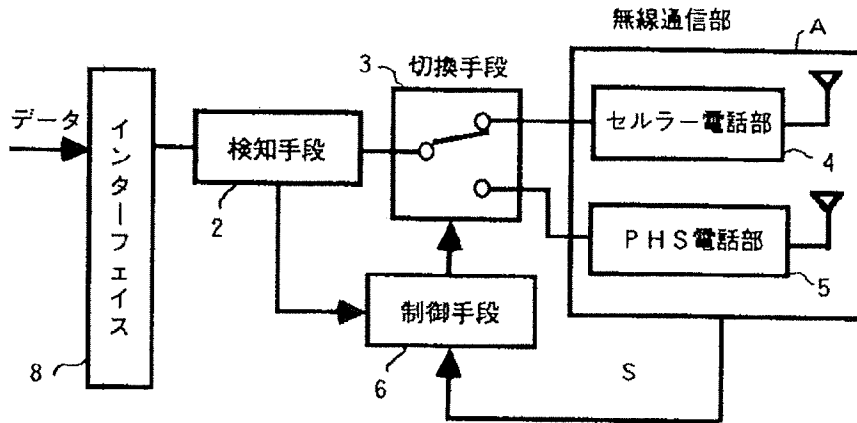 無線通信部
A
3
切換手段
データ
インターフェイス
検知手段
セルラー電話部
2
4
PHS電話部
5
制御手段
8
6
S